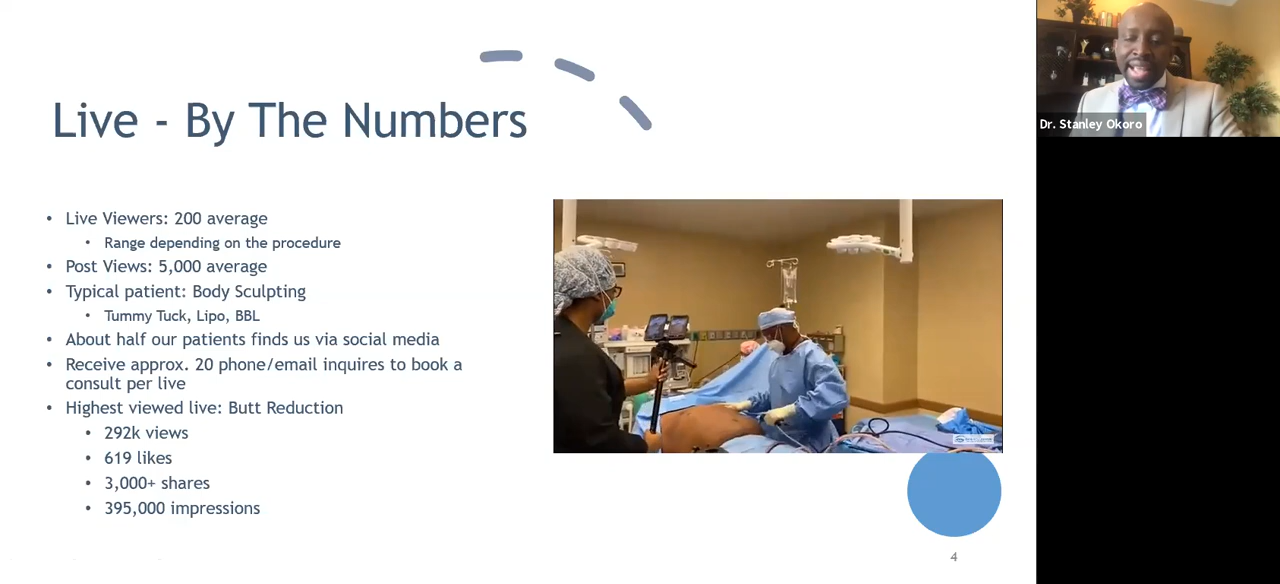 Live - By The Numbers
• Live Viewers: 200 average
• Range depending on the procedure
• Post Views: 5,000 average
• Typical patient: Body Sculpting
• Tummy Tuck, Lipo, BBL
• About half our patients finds us via social media
• Receive approx. 20 phone/email inquires to book a
consult per live
• Highest viewed live: Butt Reduction
• 292k views
• 619 likes
• 3,000+ shares
• 395,000 impressions
4
Dr. Stanley Okoro